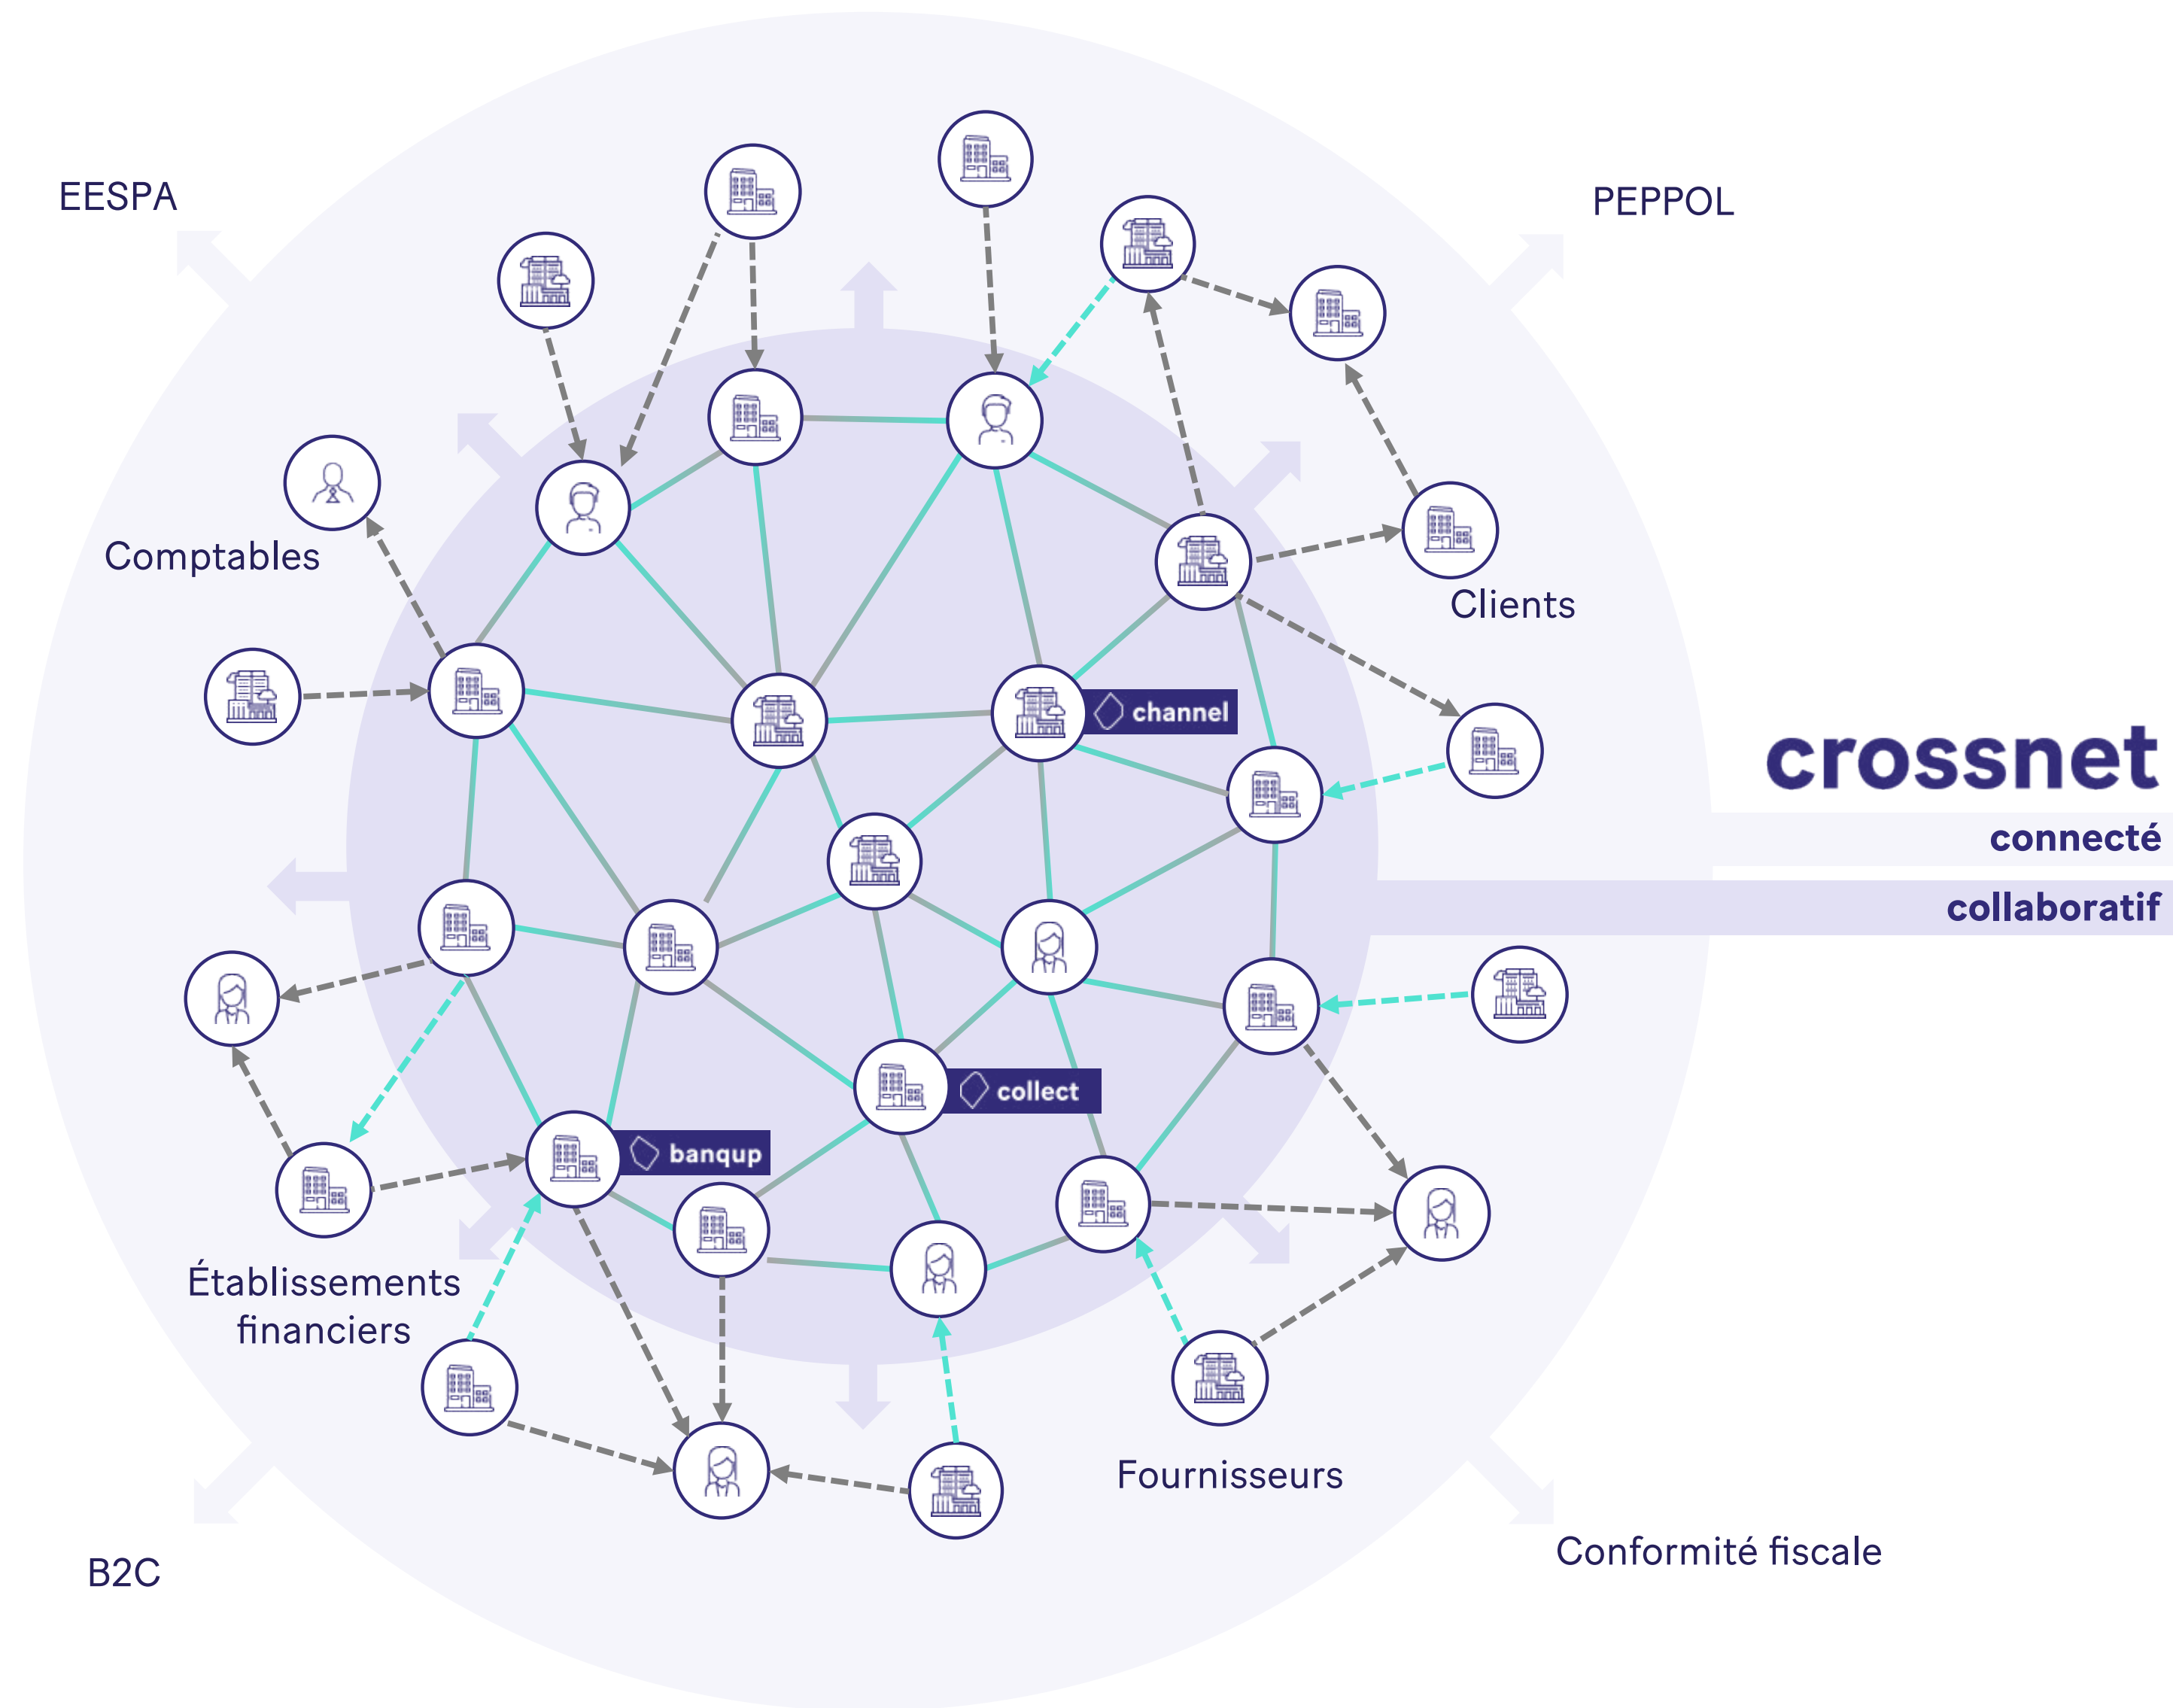 EESPA
PEPPOL
Comptables
Clients
channel
crossnet
connecté
collaboratif
collect
banqup
Établissements
financiers
Fournisseurs
B2C
Conformité fiscale